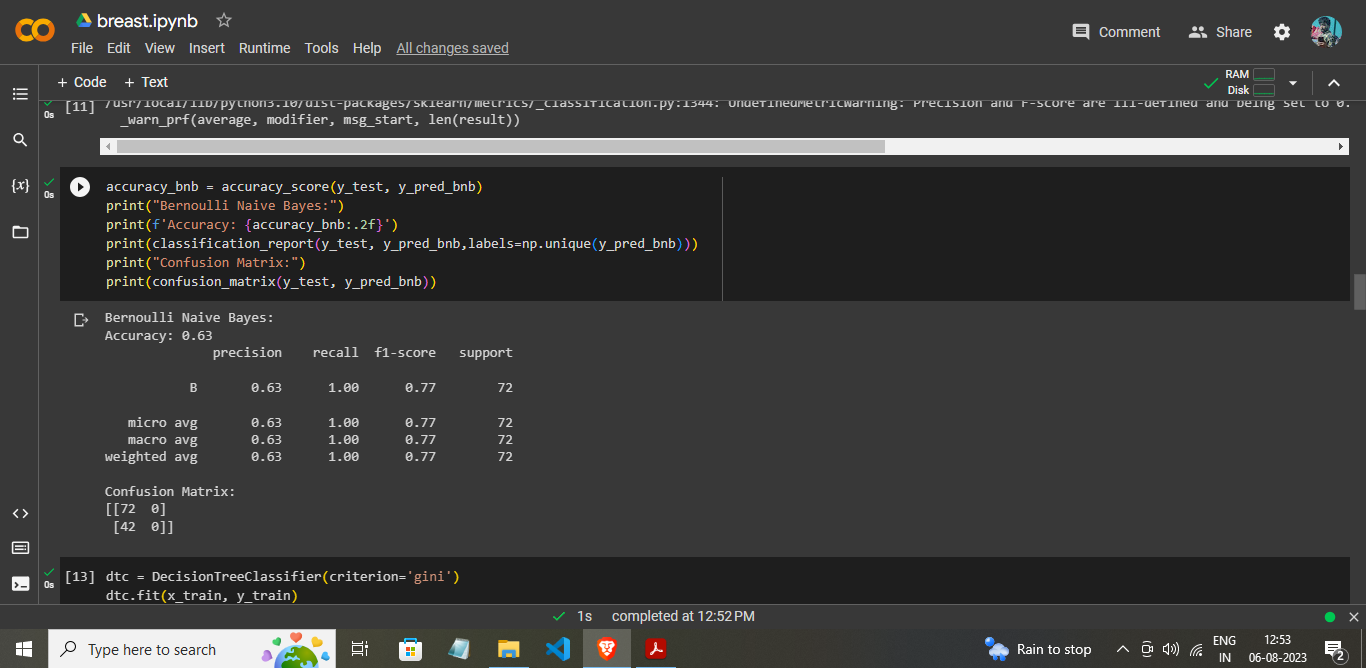 breast.ipynb
File Edit View Insert Runtime Tools Help All changes saved
Comment Share
+ Code + Text
RAM
Disk
0s [11] /usr/local/lib/python3.10/dist-packages/sklearn/metrics/_classification.py:1344: UndefinedMetricWarning: Precision and F-score are ill-defined and being set to 0.
_warn_prf(average, modifier, msg_start, len(result))
{x}
0s
accuracy_bnb = accuracy_score(y_test, y_pred_bnb)
print("Bernoulli Naive Bayes:")
print(f'Accuracy: {accuracy_bnb:.2f}')
print(classification_report(y_test, y_pred_bnb,labels=np.unique(y_pred_bnb)))
print("Confusion Matrix:")
print(confusion_matrix(y_test, y_pred_bnb))
Bernoulli Naive Bayes:
Accuracy: 0.63
precision recall f1-score support
B 0.63 1.00 0.77 72
micro avg 0.63 1.00 0.77 72
macro avg 0.63 1.00 0.77 72
weighted avg 0.63 1.00 0.77 72
Confusion Matrix:
[[72 0]
[42 0]]
0s [13] dtc = DecisionTreeClassifier(criterion='gini')
dtc.fit(x_train, y_train)
1s completed at 12:52 PM
Type here to search
Rain to stop
ENG
IN
12:53
06-08-2023
2